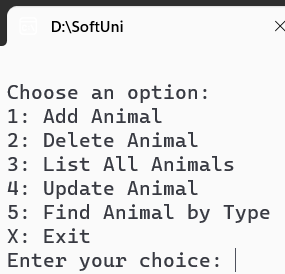 D:\SoftUni
Choose an option:
1: Add Animal
2: Delete Animal
3: List All Animals
4: Update Animal
5: Find Animal by Type
X: Exit
Enter your choice: